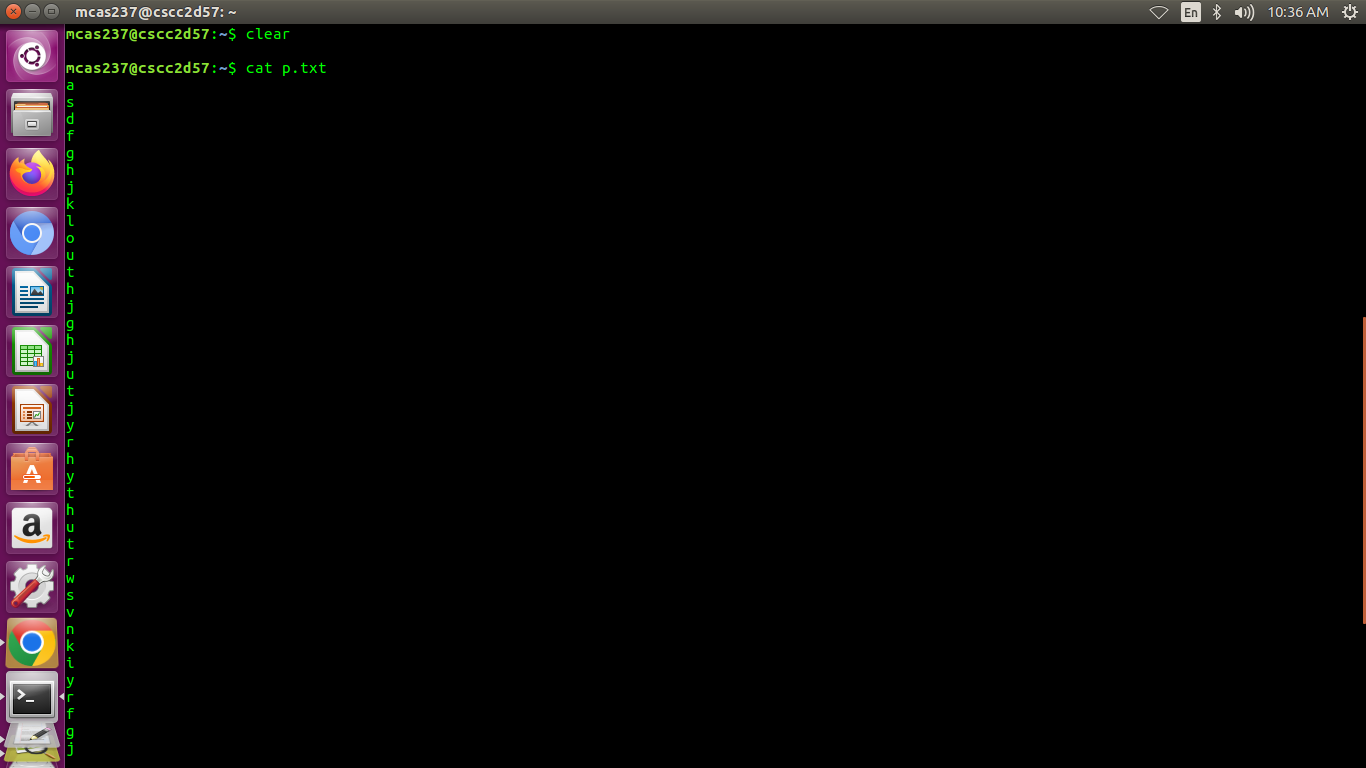 mcas237@cscc2d57: ~
En
10:36 AM
mcas237@cscc2d57:~$ clear
mcas237@cscc2d57:~$ cat p.txt
a
s
d
f
g
h
j
k
l
o
u
t
h
j
g
h
j
u
t
j
y
r
h
y
t
h
u
t
r
w
s
v
n
k
i
y
r
f
g
j